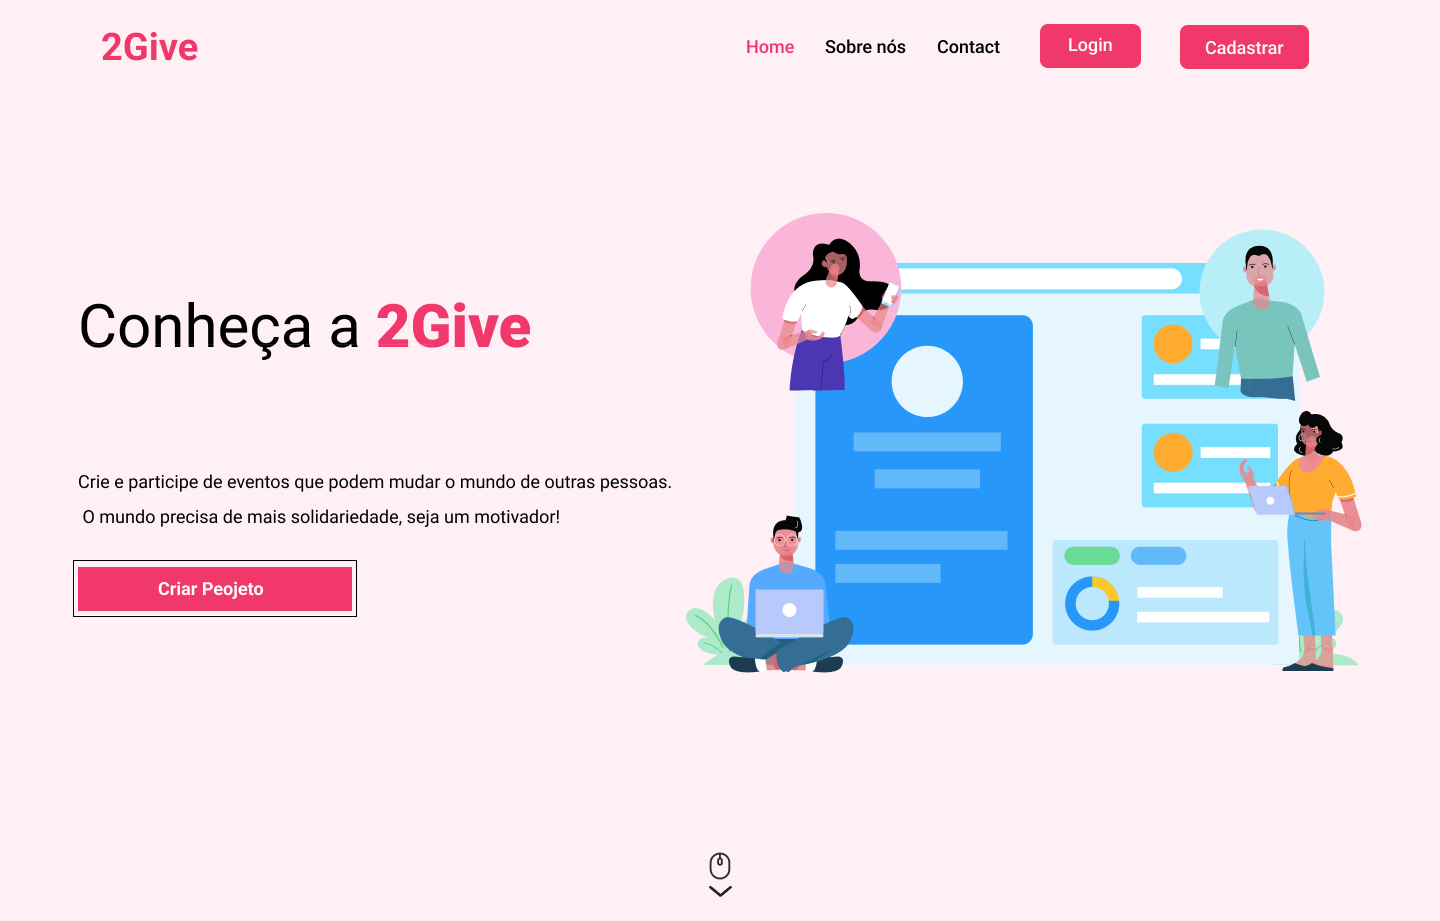 2Give
Home Sobre nós Contact Login Cadastrar
Conheça a 2Give
Crie e participe de eventos que podem mudar o mundo de outras pessoas.
O mundo precisa de mais solidariedade, seja um motivador!
Criar Peojeto